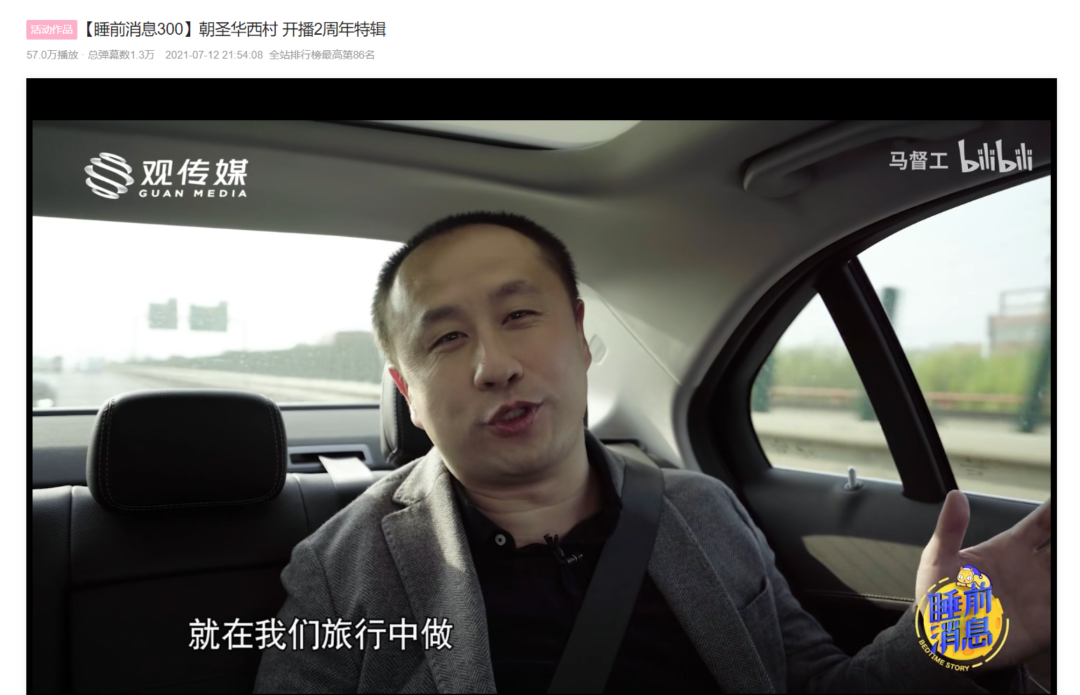 活动作品 【睡前消息300】朝圣华西村 开播2周年特辑
57.0万播放 · 总弹幕数1.3万 2021-07-12 21:54:08 全站排行榜最高第86名
观传媒
GUAN MEDIA
马督工 bilibili
就在我们旅行中做
睡前
消息
BEDTIME STORY